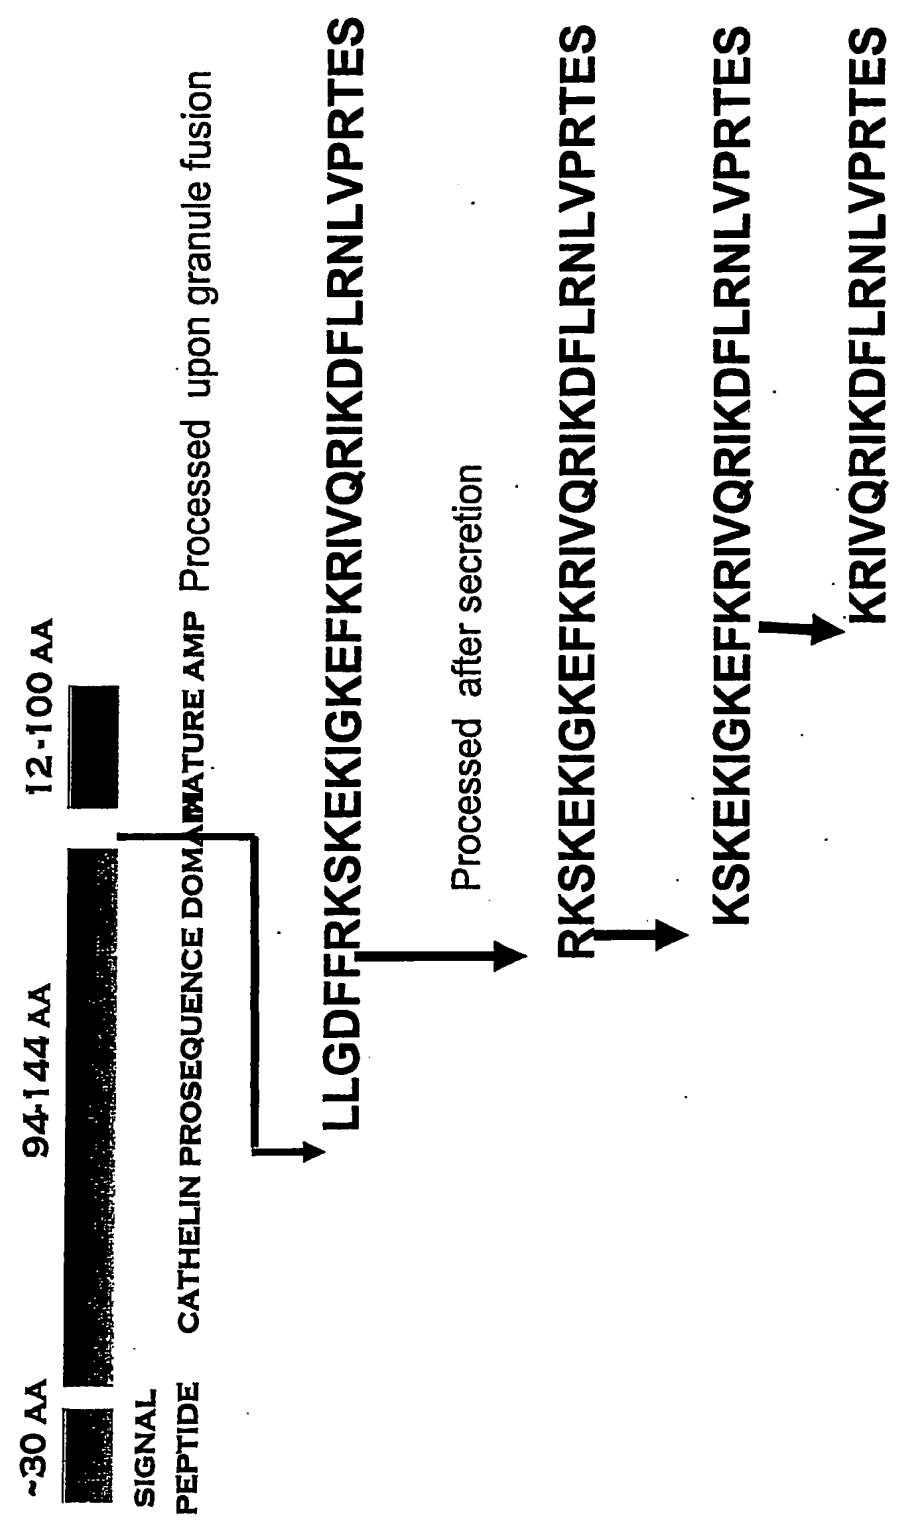 ~30 AA 94-144 AA 12-100 AA
SIGNAL
PEPTIDE CATHELIN PROSEQUENCE DOMAIN MATURE AMP Processed upon granule fusion
LLGDFFRKSKEKIGKEFKRIVQRIKDFLRNLVPRTES
Processed after secretion
RKSKEKIGKEFKRIVQRIKDFLRNLVPRTES
KSKEKIGKEFKRIVQRIKDFLRNLVPRTES
KRIVQRIKDFLRNLVPRTES